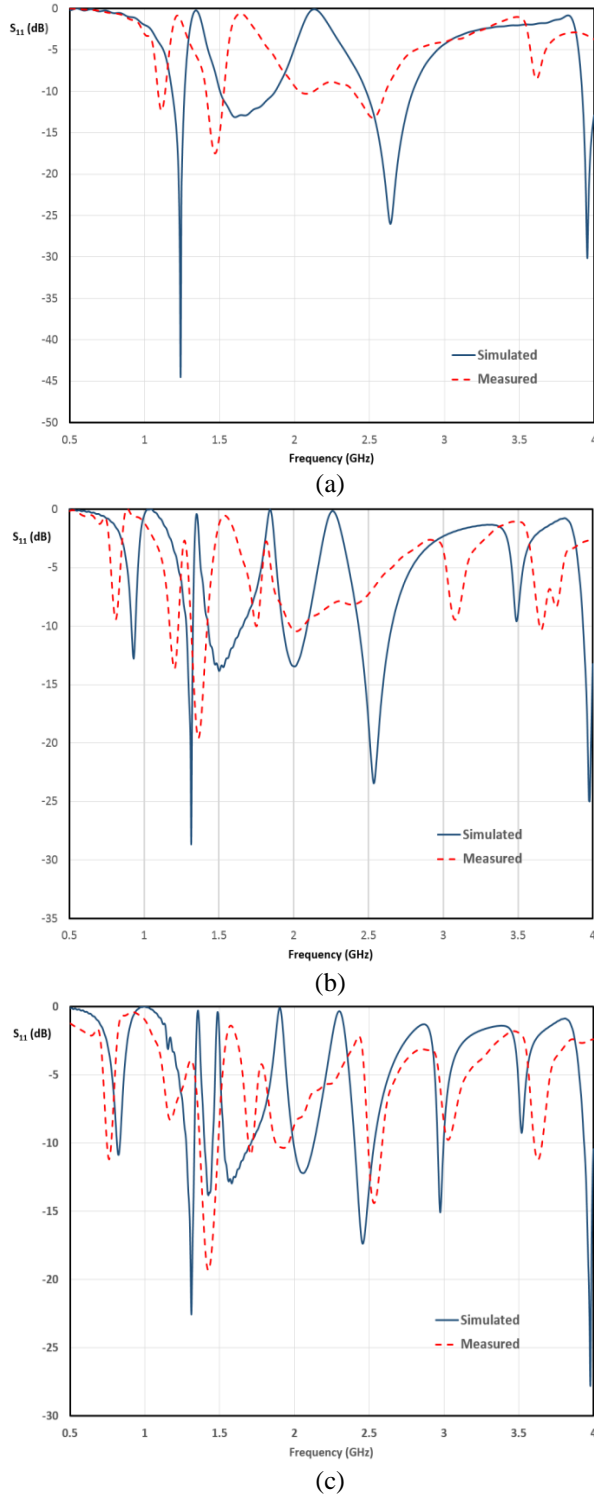 S11 (dB)
0
-5
-10
-15
-20
-25
-30
-35
-40
-45
-50
Simulated
Measured
0.5 1 1.5 2 2.5 3 3.5 4
Frequency (GHz)
(a)
S11 (dB)
0
-5
-10
-15
-20
-25
-30
-35
Simulated
Measured
0.5 1 1.5 2 2.5 3 3.5 4
Frequency (GHz)
(b)
S11 (dB)
0
-5
-10
-15
-20
-25
-30
Simulated
Measured
0.5 1 1.5 2 2.5 3 3.5 4
Frequency (GHz)
(c)